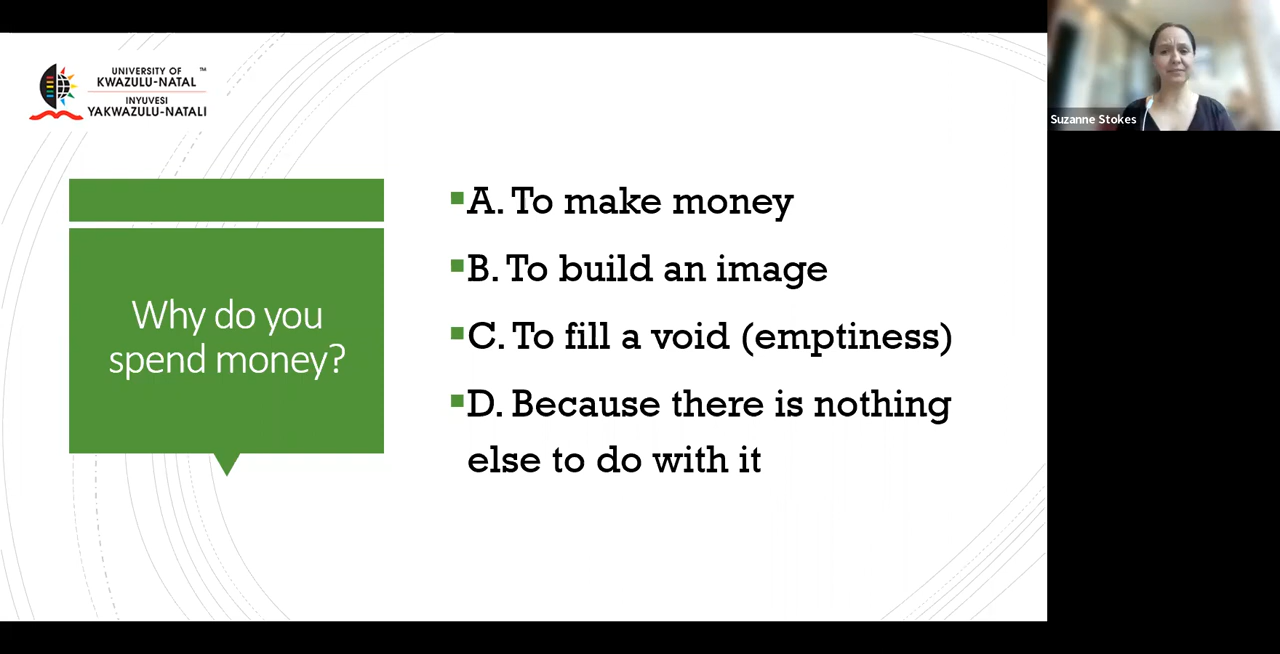 UNIVERSITY OF
KWAZULU-NATAL ™
INYUVESI
YAKWAZULU-NATALI
Why do you
spend money?
A. To make money
B. To build an image
C. To fill a void (emptiness)
D. Because there is nothing
else to do with it
Suzanne Stokes